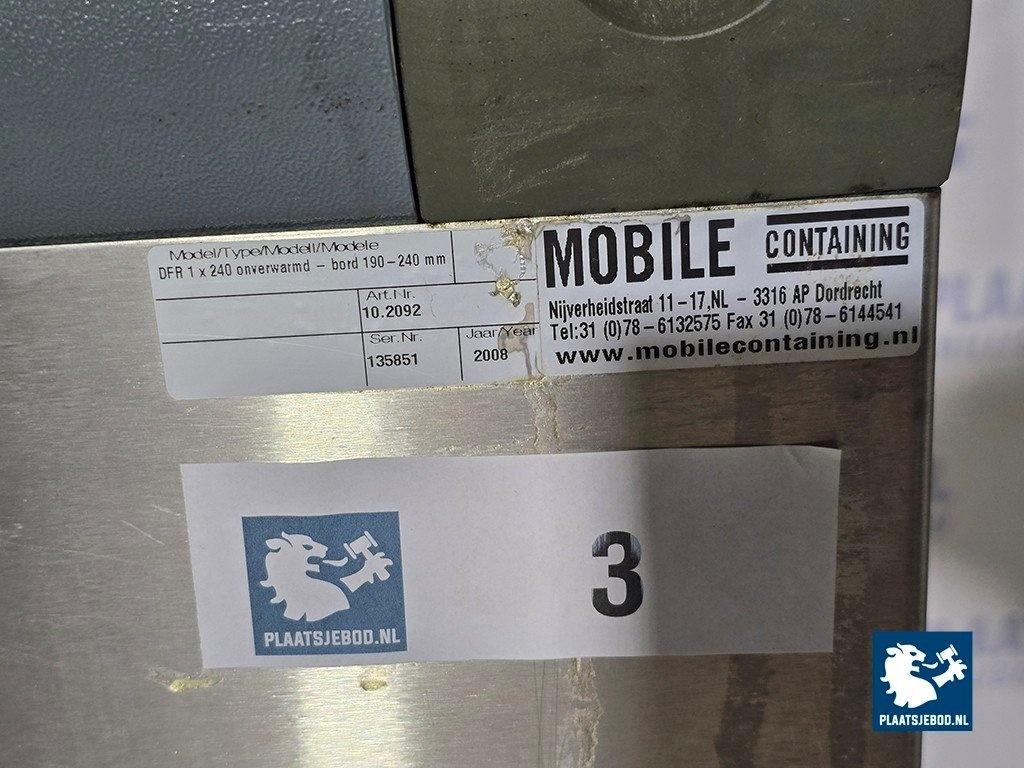 Model/Type/Modell/Modele
DFR 1 x 240 onverwarmd - bord 190-240 mm
Art.Nr.
10.2092
Ser.Nr.
135851
Jaar/Year
2008
MOBILE CONTAINING
Nijverheidstraat 11-17,NL - 3316 AP Dordrecht
Tel:31 (0)78-6132575 Fax 31 (0)78-6144541
www.mobilecontaining.nl
PLAATSJEBOD.NL
3
PLAATSJEBOD.NL